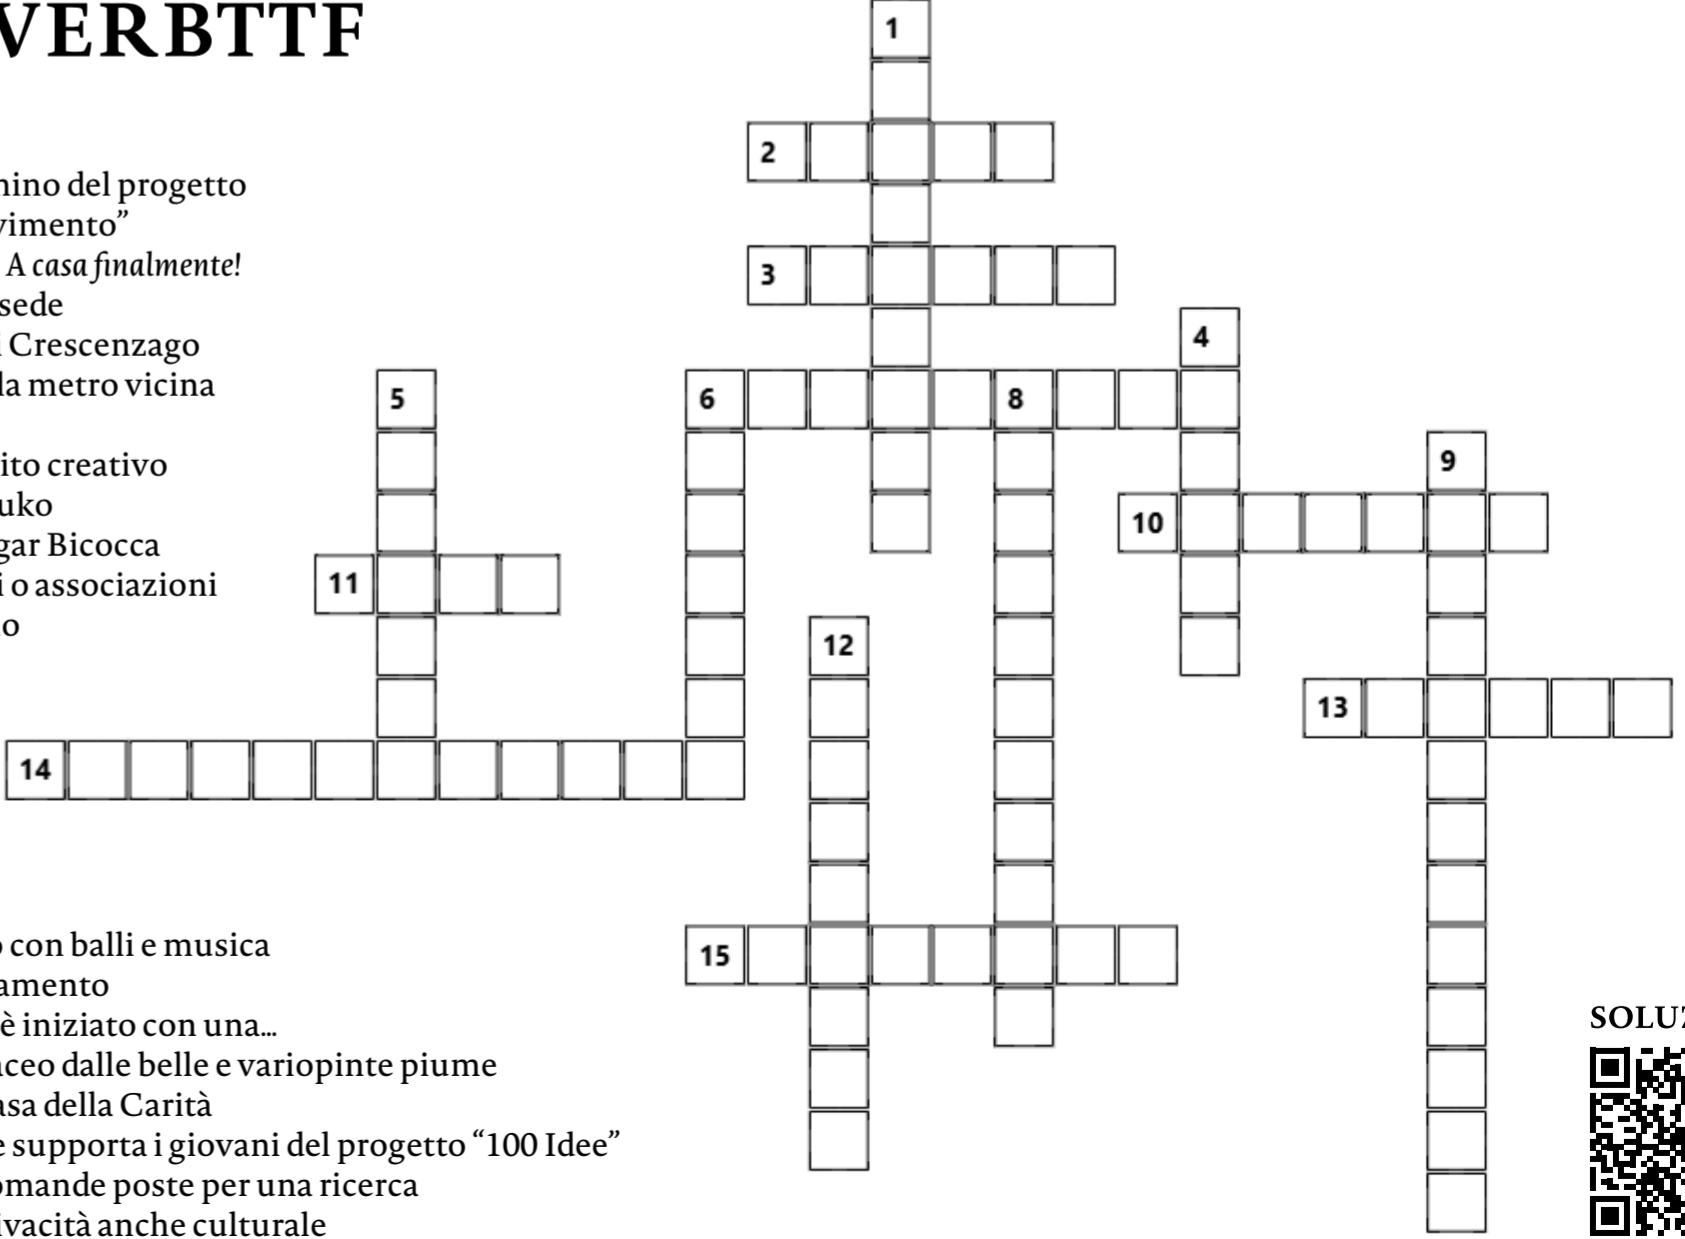 VERBTTF
1
2
nino del progetto
vimento”
A casa finalmente!
3
sede
4
i Crescenzago
la metro vicina
5
6
8
ito creativo
9
uko
10
gar Bicocca
i o associazioni
11
o
12
13
14
o con balli e musica
15
amento
è iniziato con una...
SOLUZ
aceo dalle belle e variopinte piume
asa della Carità
e supporta i giovani del progetto “100 Idee”
omande poste per una ricerca
ivacità anche culturale